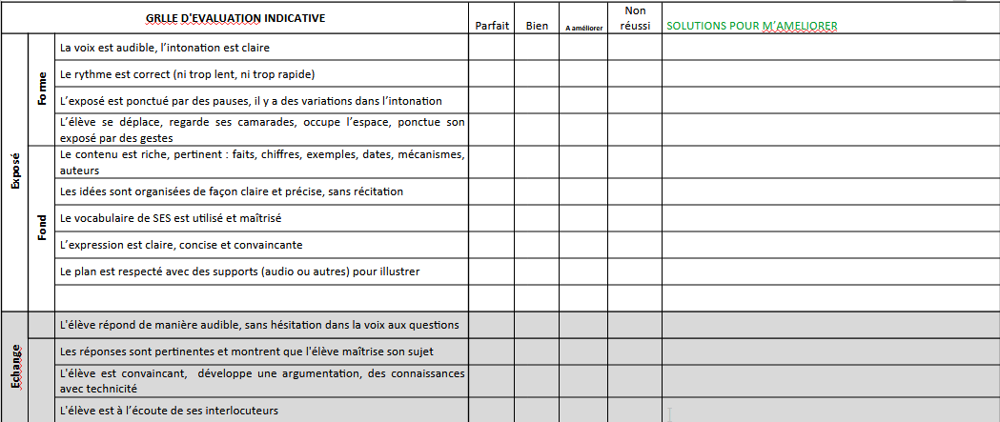 GRLLE D'EVALUATION INDICATIVE
Parfait
Bien
A améliorer
Non
réussi
SOLUTIONS POUR M'AMELIORER
Exposé
Forme
La voix est audible, l'intonation est claire
Le rythme est correct (ni trop lent, ni trop rapide)
L'exposé est ponctué par des pauses, il y a des variations dans l'intonation
L'élève se déplace, regarde ses camarades, occupe l'espace, ponctue son
exposé par des gestes
Fond
Le contenu est riche, pertinent : faits, chiffres, exemples, dates, mécanismes,
auteurs
Les idées sont organisées de façon claire et précise, sans récitation
Le vocabulaire de SES est utilisé et maîtrisé
L'expression est claire, concise et convaincante
Le plan est respecté avec des supports (audio ou autres) pour illustrer
Echange
L'élève répond de manière audible, sans hésitation dans la voix aux questions
Les réponses sont pertinentes et montrent que l'élève maîtrise son sujet
L'élève est convaincant, développe une argumentation, des connaissances
avec technicité
L'élève est à l'écoute de ses interlocuteurs